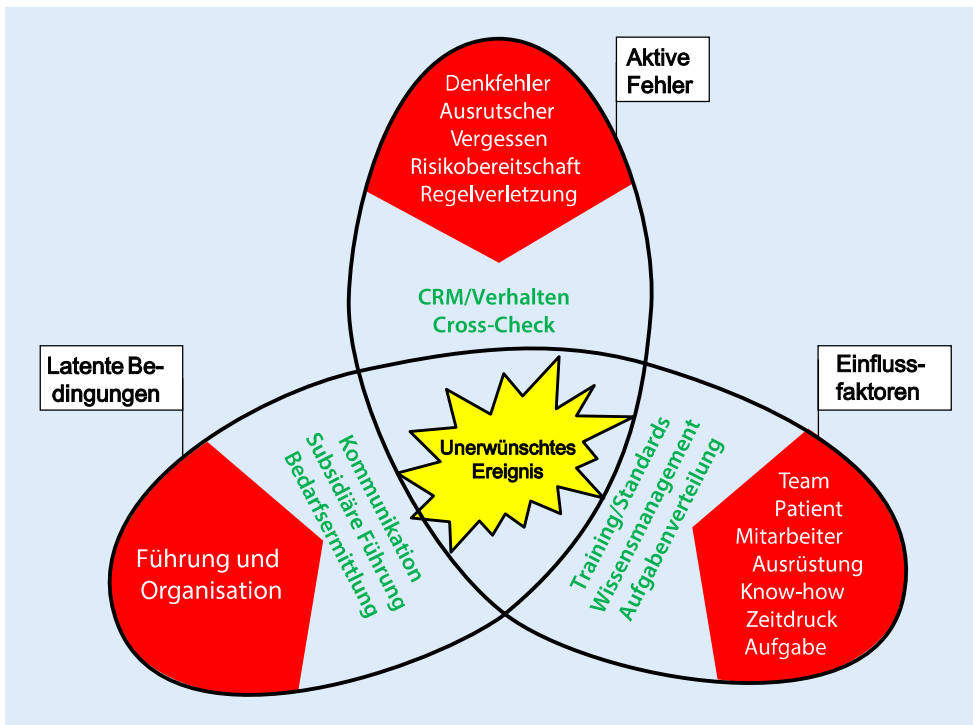 Aktive
Fehler
Denkfehler
Ausrutscher
Vergessen
Risikobereitschaft
Regelverletzung
CRM/Verhalten
Cross-Check
Latente Be-
dingungen
Führung und
Organisation
Kommunikation
Subsidiäre Führung
Bedarfsermittlung
Unerwünschtes
Ereignis
Training/Standards
Wissensmanagement
Aufgabenverteilung
Einfluss-
faktoren
Team
Patient
Mitarbeiter
Ausrüstung
Know-how
Zeitdruck
Aufgabe